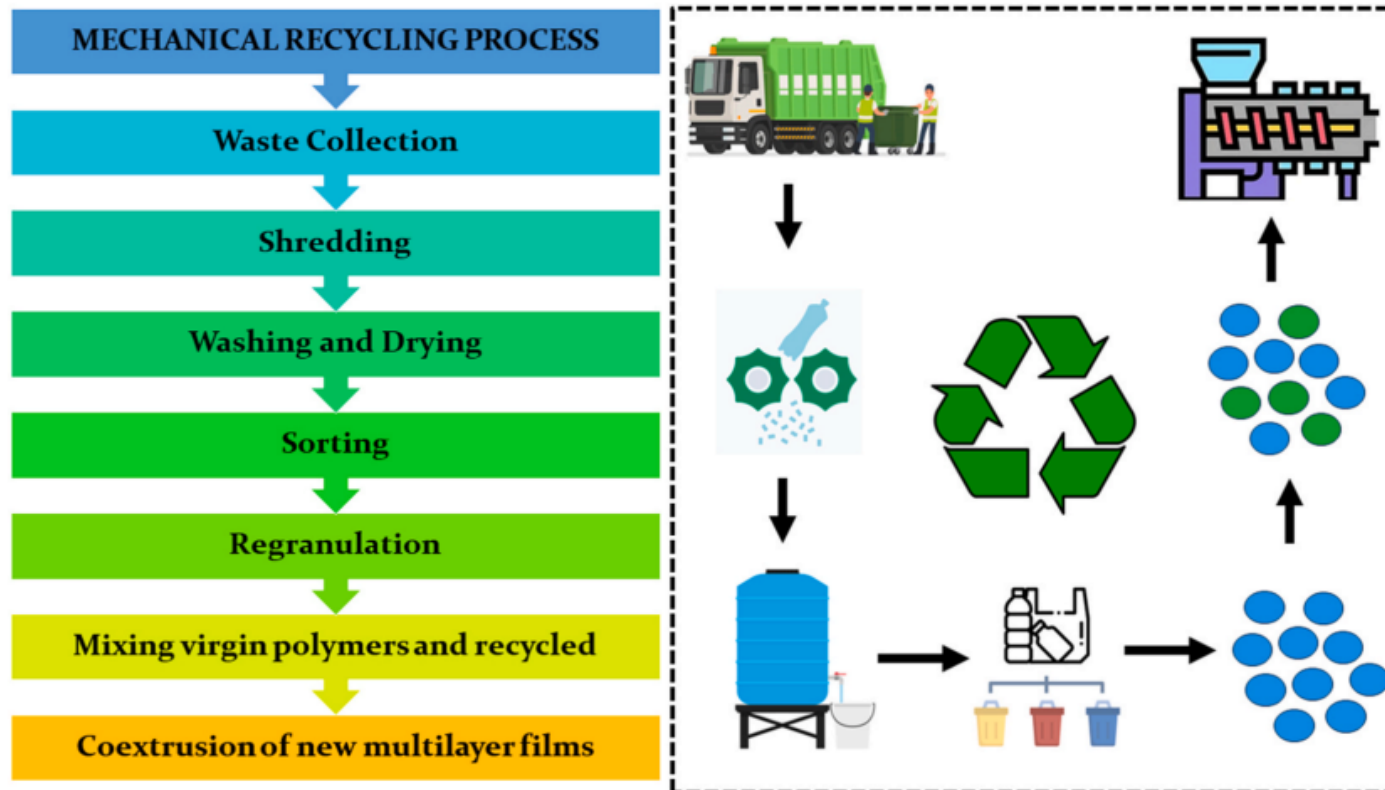 MECHANICAL RECYCLING PROCESS
Waste Collection
Shredding
Washing and Drying
Sorting
Regranulation
Mixing virgin polymers and recycled
Coextrusion of new multilayer films